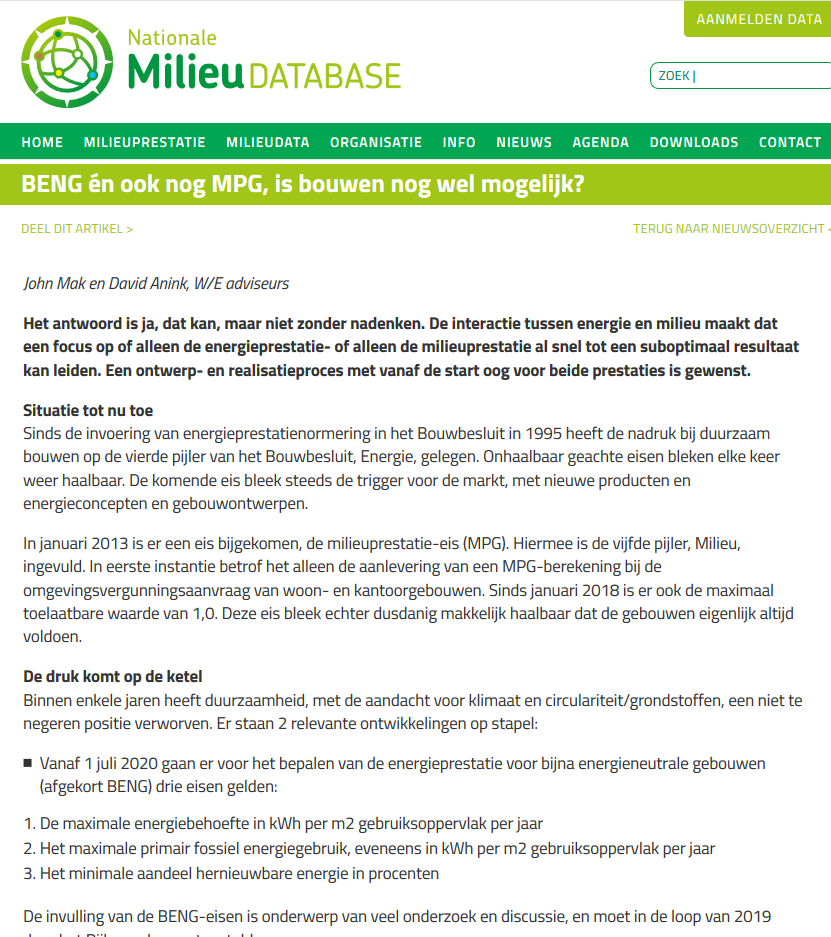 AANMELDEN DATA
Nationale
MilieuDATABASE
ZOEK |
HOME MILIEUPRESTATIE MILIEUDATA ORGANISATIE INFO NIEUWS AGENDA DOWNLOADS CONTACT
BENG én ook nog MPG, is bouwen nog wel mogelijk?
DEEL DIT ARTIKEL >
TERUG NAAR NIEUWSOVERZICHT <
John Mak en David Anink, W/E adviseurs
Het antwoord is ja, dat kan, maar niet zonder nadenken. De interactie tussen energie en milieu maakt dat
een focus op of alleen de energieprestatie- of alleen de milieuprestatie al snel tot een suboptimaal resultaat
kan leiden. Een ontwerp- en realisatieproces met vanaf de start oog voor beide prestaties is gewenst.
Situatie tot nu toe
Sinds de invoering van energieprestatienormering in het Bouwbesluit in 1995 heeft de nadruk bij duurzaam
bouwen op de vierde pijler van het Bouwbesluit, Energie, gelegen. Onhaalbaar geachte eisen bleken elke keer
weer haalbaar. De komende eis bleek steeds de trigger voor de markt, met nieuwe producten en
energieconcepten en gebouwontwerpen.
In januari 2013 is er een eis bijgekomen, de milieuprestatie-eis (MPG). Hiermee is de vijfde pijler, Milieu,
ingevuld. In eerste instantie betrof het alleen de aanlevering van een MPG-berekening bij de
omgevingsvergunningsaanvraag van woon- en kantoorgebouwen. Sinds januari 2018 is er ook de maximaal
toelaatbare waarde van 1,0. Deze eis bleek echter dusdanig makkelijk haalbaar dat de gebouwen eigenlijk altijd
voldoen.
De druk komt op de ketel
Binnen enkele jaren heeft duurzaamheid, met de aandacht voor klimaat en circulariteit/grondstoffen, een niet te
negeren positie verworven. Er staan 2 relevante ontwikkelingen op stapel:
■ Vanaf 1 juli 2020 gaan er voor het bepalen van de energieprestatie voor bijna energieneutrale gebouwen
(afgekort BENG) drie eisen gelden:
1. De maximale energiebehoefte in kWh per m2 gebruiksoppervlak per jaar
2. Het maximale primair fossiel energiegebruik, eveneens in kWh per m2 gebruiksoppervlak per jaar
3. Het minimale aandeel hernieuwbare energie in procenten
De invulling van de BENG-eisen is onderwerp van veel onderzoek en discussie, en moet in de loop van 2019